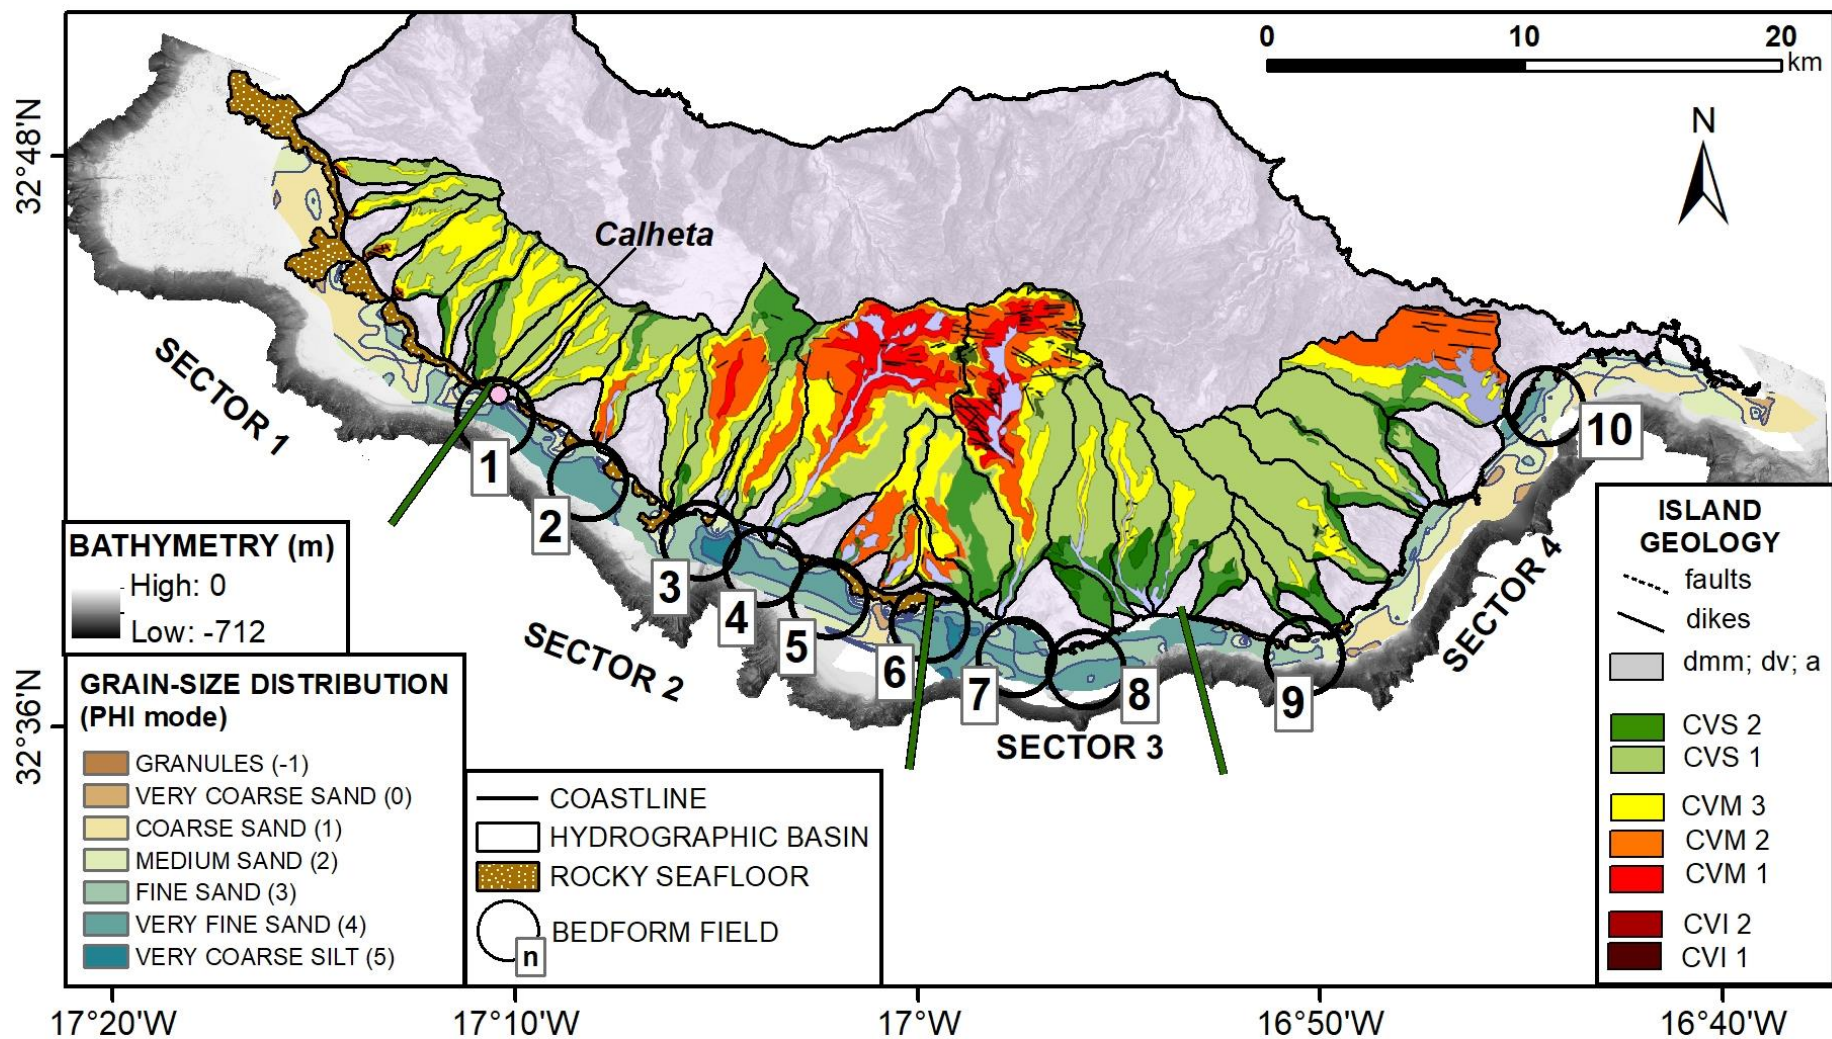 0 10 20
km
N
32°48'N
32°36'N
Calheta
SECTOR 1
SECTOR 2
SECTOR 3
SECTOR 4
1
2
3
4
5
6
7
8
9
10
BATHYMETRY (m)
High: 0
Low: -712
GRAIN-SIZE DISTRIBUTION
(PHI mode)
GRANULES (-1)
VERY COARSE SAND (0)
COARSE SAND (1)
MEDIUM SAND (2)
FINE SAND (3)
VERY FINE SAND (4)
VERY COARSE SILT (5)
COASTLINE
HYDROGRAPHIC BASIN
ROCKY SEAFLOOR
BEDFORM FIELD
n
ISLAND
GEOLOGY
faults
dikes
dmm; dv; a
CVS 2
CVS 1
CVM 3
CVM 2
CVM 1
CVI 2
CVI 1
17°20'W 17°10'W 17°W 16°50'W 16°40'W